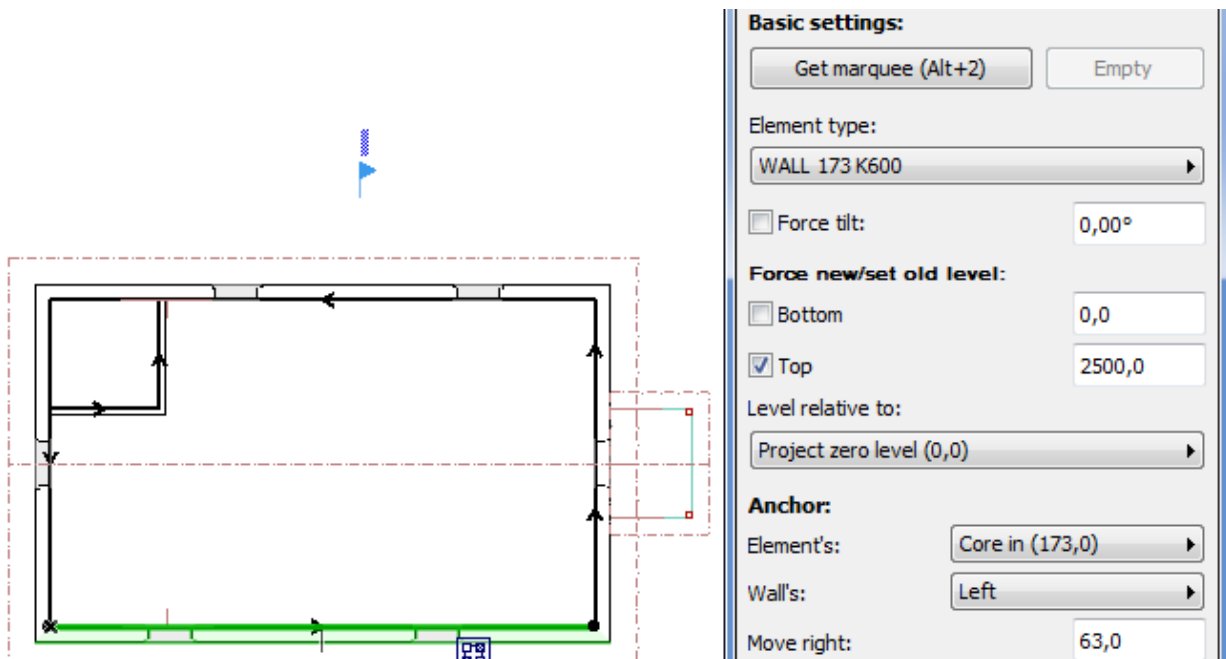 Basic settings:
Get marquee (Alt+2) Empty
Element type:
WALL 173 K600
Force tilt: 0,00°
Force new/set old level:
Bottom 0,0
Top 2500,0
Level relative to:
Project zero level (0,0)
Anchor:
Element's: Core in (173,0)
Wall's: Left
Move right: 63,0